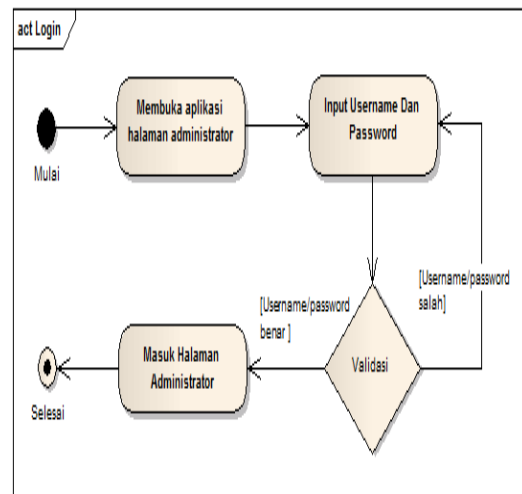 act Login
Membuka aplikasi
halaman administrator
Input Username Dan
Password
Mulai
[Username/password
salah]
[Username/password
benar ]
Validasi
Masuk Halaman
Administrator
Selesai